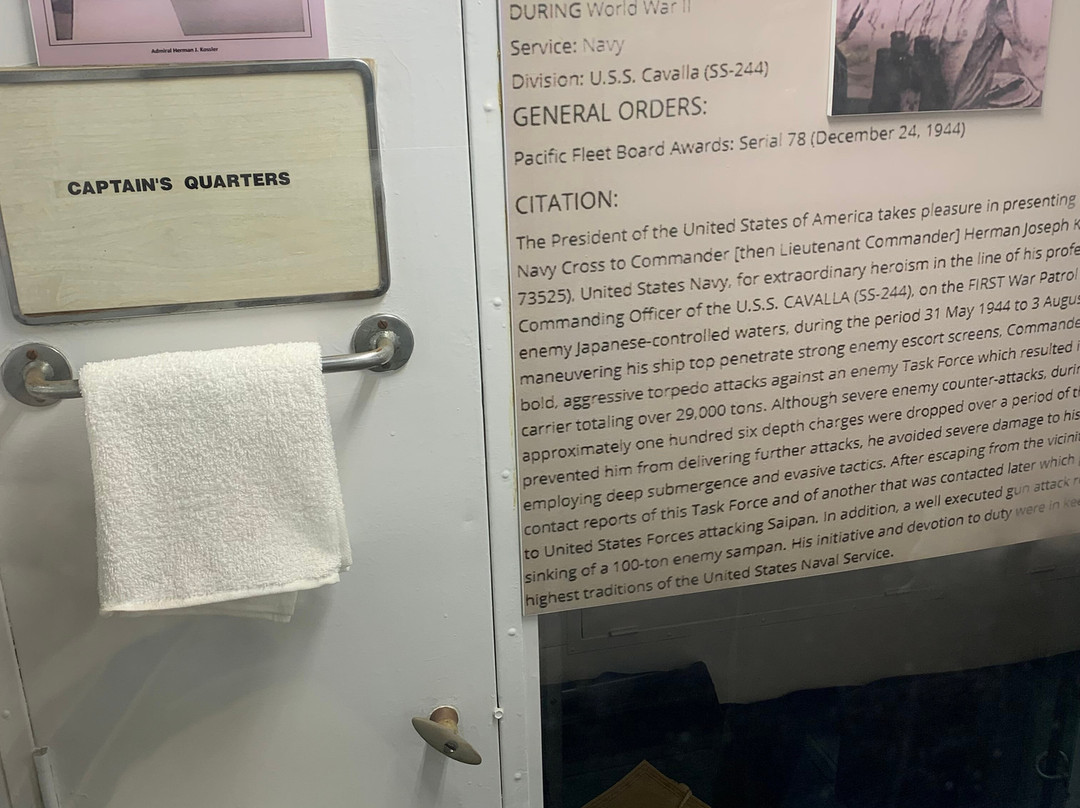 Admiral Herman J. Kossler
CAPTAIN'S QUARTERS
DURING World War II
Service: Navy
Division: U.S.S. Cavalla (SS-244)
GENERAL ORDERS:
Pacific Fleet Board Awards: Serial 78 (December 24, 1944)
CITATION:
The President of the United States of America takes pleasure in presenting
Navy Cross to Commander [then Lieutenant Commander] Herman Joseph K
73525), United States Navy, for extraordinary heroism in the line of his profe
Commanding Officer of the U.S.S. CAVALLA (SS-244), on the FIRST War Patrol
enemy Japanese-controlled waters, during the period 31 May 1944 to 3 Augus
maneuvering his ship top penetrate strong enemy escort screens, Commande
bold, aggressive torpedo attacks against an enemy Task Force which resulted i
carrier totaling over 29,000 tons. Although severe enemy counter-attacks, durin
approximately one hundred six depth charges were dropped over a period of t
prevented him from delivering further attacks, he avoided severe damage to his
employing deep submergence and evasive tactics. After escaping from the vicinit
contact reports of this Task Force and of another that was contacted later which
to United States Forces attacking Saipan. In addition, a well executed gun attack r
sinking of a 100-ton enemy sampan. His initiative and devotion to duty were in kee
highest traditions of the United States Naval Service.